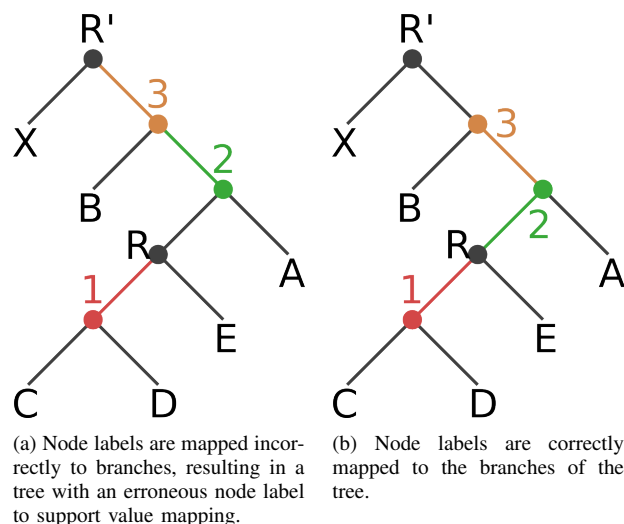 R'
R'
3
3
X
X
2
B
B
2
R
R
A
A
1
1
E
E
C
D
C
D
(a) Node labels are mapped incor-
rectly to branches, resulting in a
tree with an erroneous node label
to support value mapping.
(b) Node labels are correctly
mapped to the branches of the
tree.